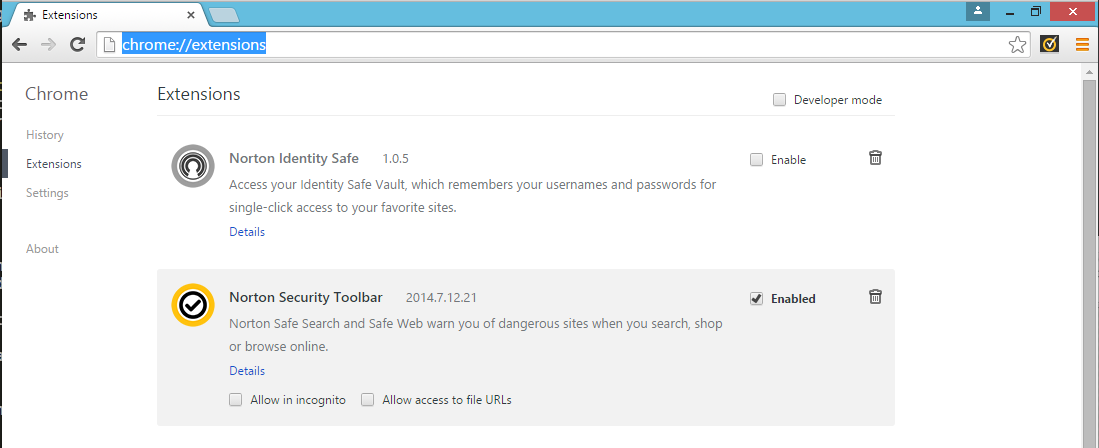 Extensions
chrome://extensions
Chrome
History
Extensions
Settings
About
Extensions
Developer mode
Norton Identity Safe 1.0.5
Enable
Access your Identity Safe Vault, which remembers your usernames and passwords for
single-click access to your favorite sites.
Details
Norton Security Toolbar 2014.7.12.21
Enabled
Norton Safe Search and Safe Web warn you of dangerous sites when you search, shop
or browse online.
Details
Allow in incognito
Allow access to file URLs